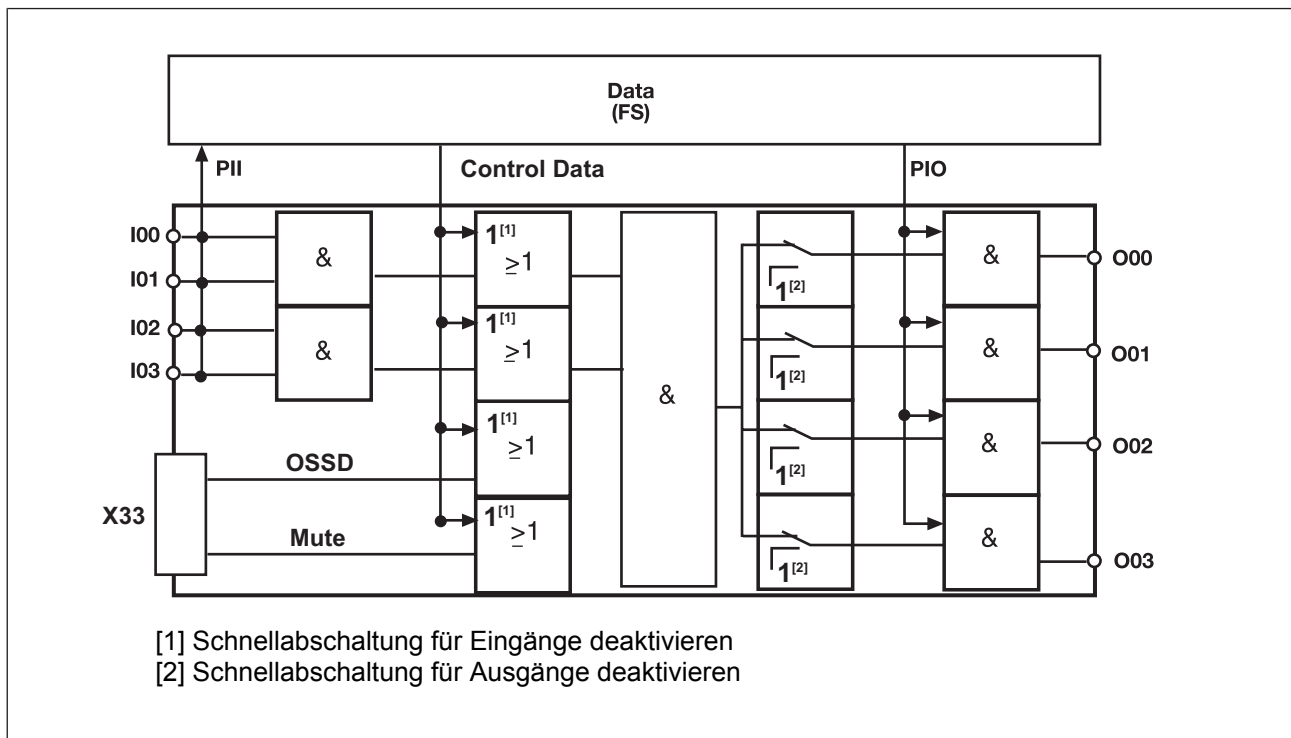 Data
(FS)
PII
Control Data
PIO
I00
I01
I02
I03
&
&
1[1]
≥1
1[1]
≥1
1[1]
≥1
1[1]
≥1
&
1[2]
1[2]
1[2]
1[2]
&
&
&
&
O00
O01
O02
O03
X33
OSSD
Mute
[1] Schnellabschaltung für Eingänge deaktivieren
[2] Schnellabschaltung für Ausgänge deaktivieren